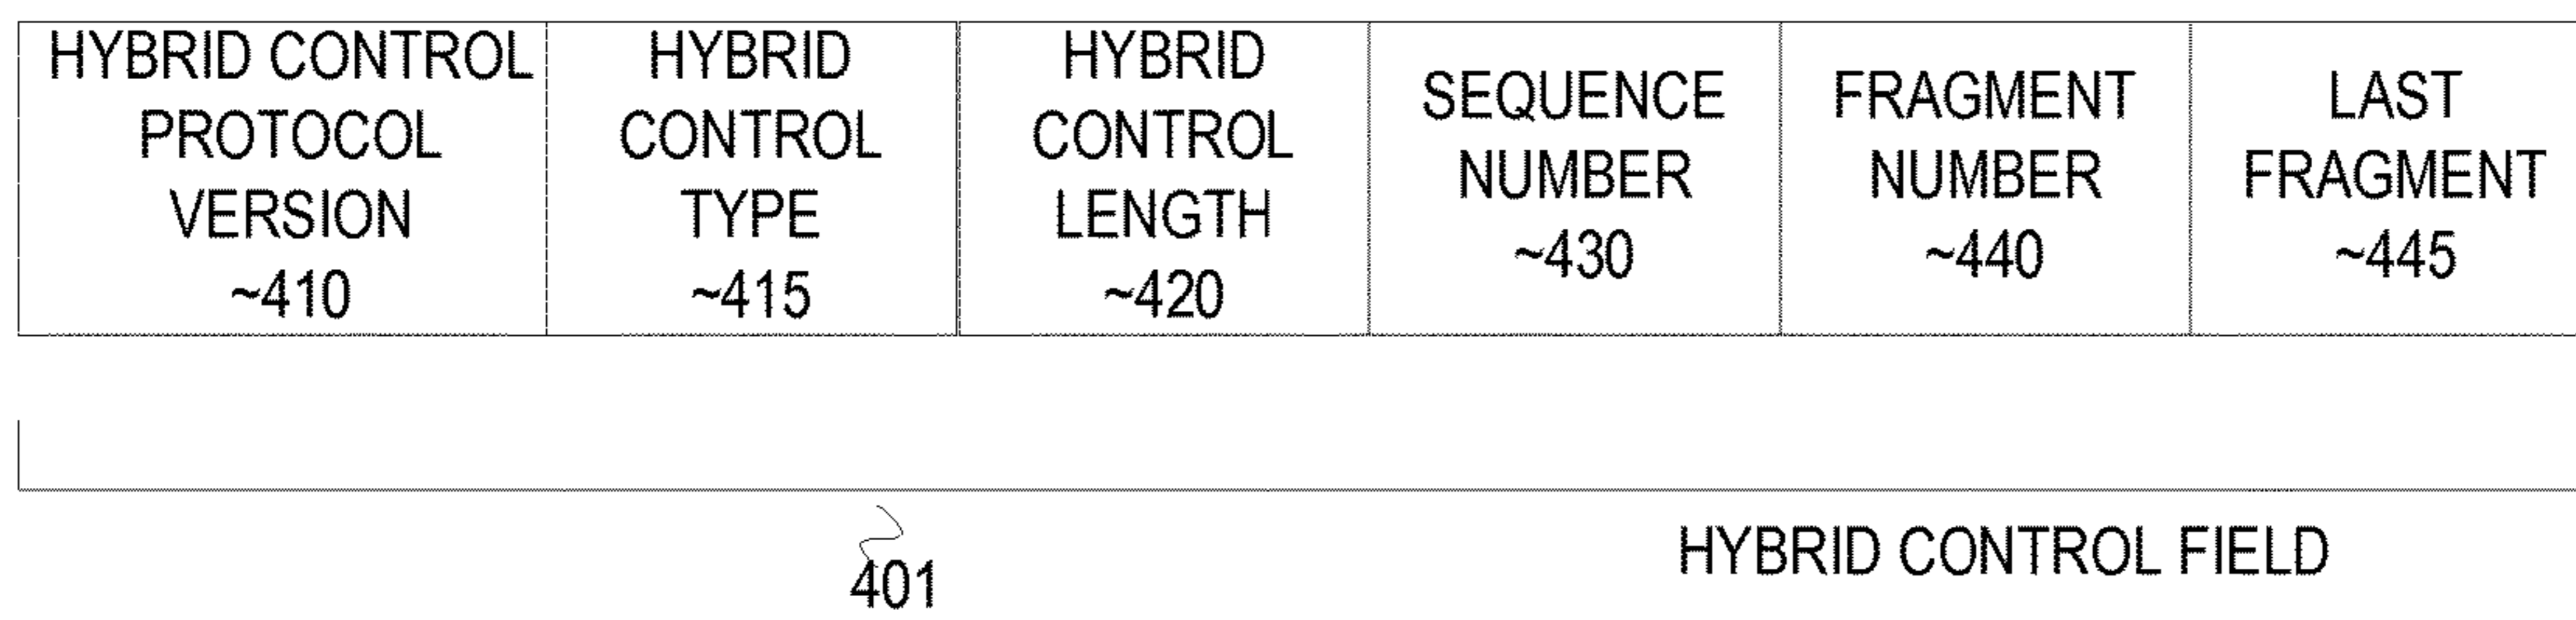 HYBRID CONTROL
PROTOCOL
VERSION
~410
HYBRID
CONTROL
TYPE
~415
HYBRID
CONTROL
LENGTH
~420
SEQUENCE
NUMBER
~430
FRAGMENT
NUMBER
~440
LAST
FRAGMENT
~445
401
HYBRID CONTROL FIELD